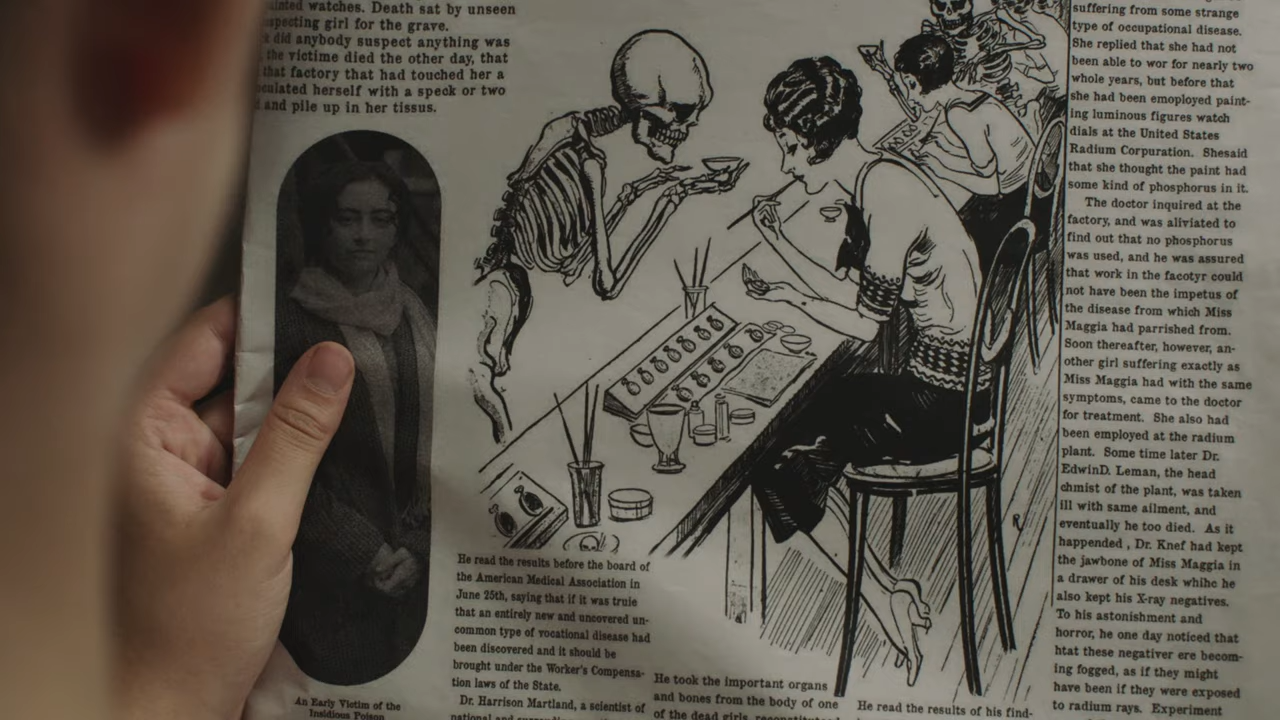 ainted watches. Death sat by unseen
specting girl for the grave.
did anybody suspect anything was
the victime died the other day, that
that factory that had touched her a
oculated herself with a speck or two
and pile up in her tissus.
An Early Victim of the
Insidious Poison
He read the results before the board of
the American Medical Association in
June 25th, saying that if it was truie
that an entirely new and uncovered un-
common type of vocational disease had
been discovered and it should be
brought under the Worker's Compensa-
tion laws of the State.
Dr. Harrison Martland, a scientist of
national and
He took the important organs
and bones from the body of one
of the dead girls, reconstituted
He read the results of his find-
suffering from some strange
type of occupational disease.
She replied that she had not
been able to wor for nearly two
whole years, but before that
she had been emoployed paint-
ing luminous figures watch
dials at the United States
Radium Corpuration. Shesaid
that she thought the paint had
some kind of phosphorus in it.
The doctor inquired at the
factory, and was aliviated to
find out that no phosphorus
was used, and he was assured
that work in the facotyr could
not have been the impetus of
the disease from which Miss
Maggia had parrished from.
Soon thereafter, however, an-
other girl suffering exactly as
Miss Maggia had with the same
symptoms, came to the doctor
for treatment. She also had
been employed at the radium
plant. Some time later Dr.
EdwinD. Leman, the head
chmist of the plant, was taken
ill with same ailment, and
eventually he too died. As it
happended , Dr. Knef had kept
the jawbone of Miss Maggia in
a drawer of his desk whihc he
also kept his X-ray negatives.
To his astonishment and
horror, he one day noticed that
htat these negativer ere becom-
ing fogged, as if they might
have been if they were exposed
to radium rays. Experiment